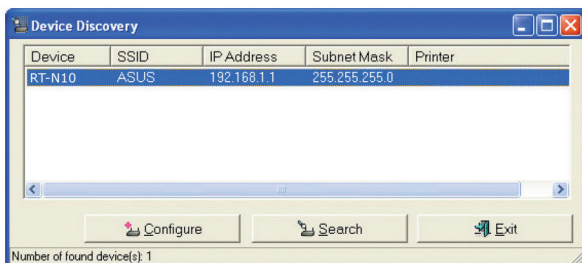 Device Discovery
Device SSID IP Address Subnet Mask Printer
RT-N10 ASUS 192.168.1.1 255.255.255.0
Configure Search Exit
Number of found device(s): 1